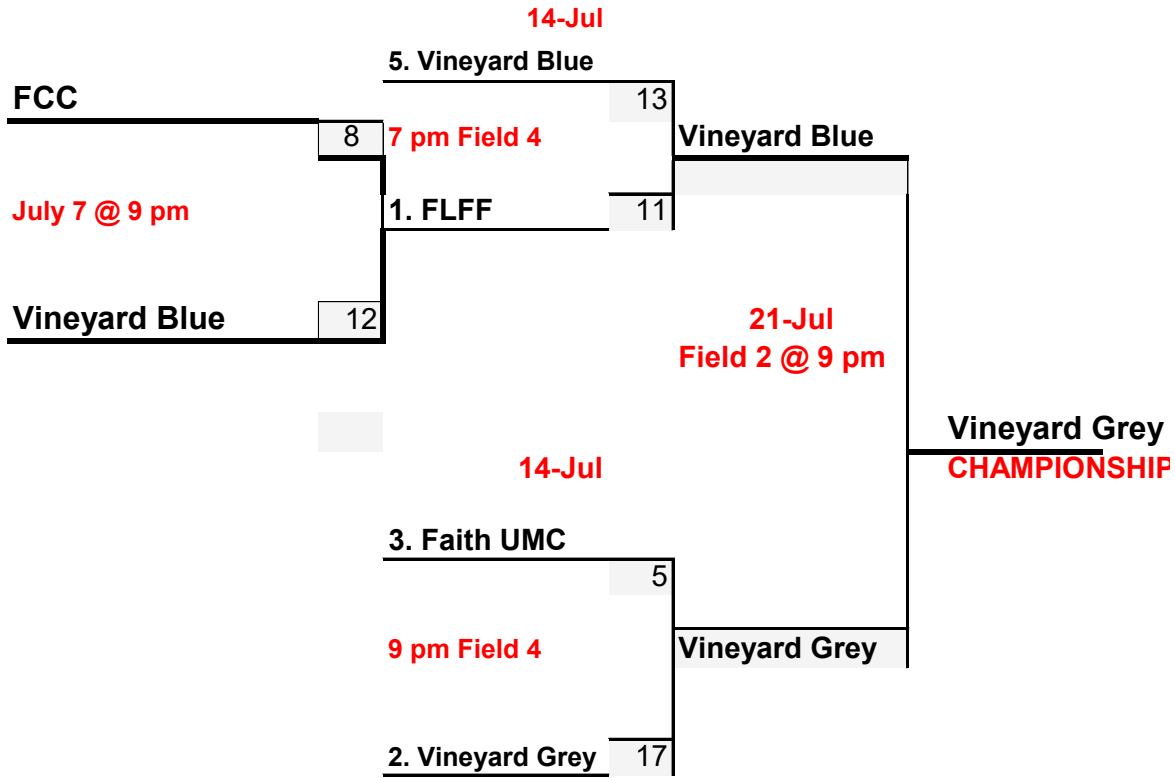 14-Jul
5. Vineyard Blue
FCC
13
8
7 pm Field 4
Vineyard Blue
July 7 @ 9 pm
1. FLFF
11
Vineyard Blue
12
21-Jul
Field 2 @ 9 pm
Vineyard Grey
14-Jul
CHAMPIONSHIP
3. Faith UMC
5
9 pm Field 4
Vineyard Grey
2. Vineyard Grey
17